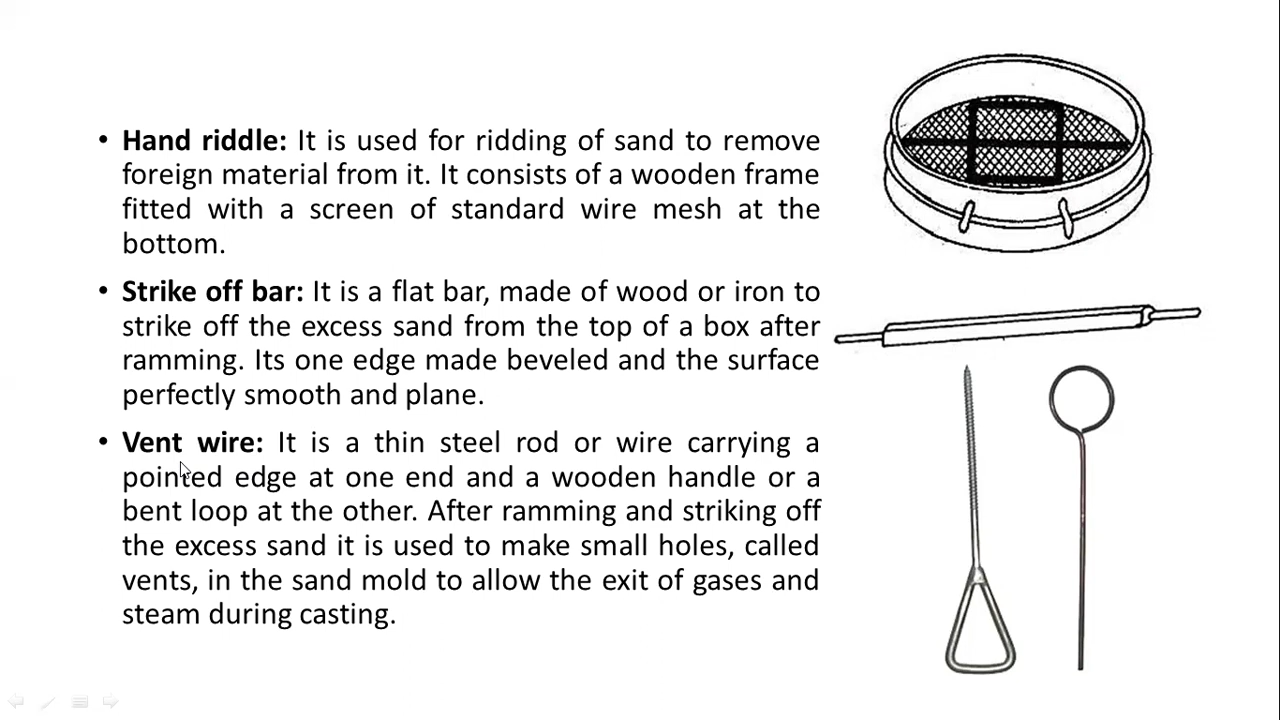 • Hand riddle: It is used for ridding of sand to remove
foreign material from it. It consists of a wooden frame
fitted with a screen of standard wire mesh at the
bottom.
• Strike off bar: It is a flat bar, made of wood or iron to
strike off the excess sand from the top of a box after
ramming. Its one edge made beveled and the surface
perfectly smooth and plane.
• Vent wire: It is a thin steel rod or wire carrying a
pointed edge at one end and a wooden handle or a
bent loop at the other. After ramming and striking off
the excess sand it is used to make small holes, called
vents, in the sand mold to allow the exit of gases and
steam during casting.